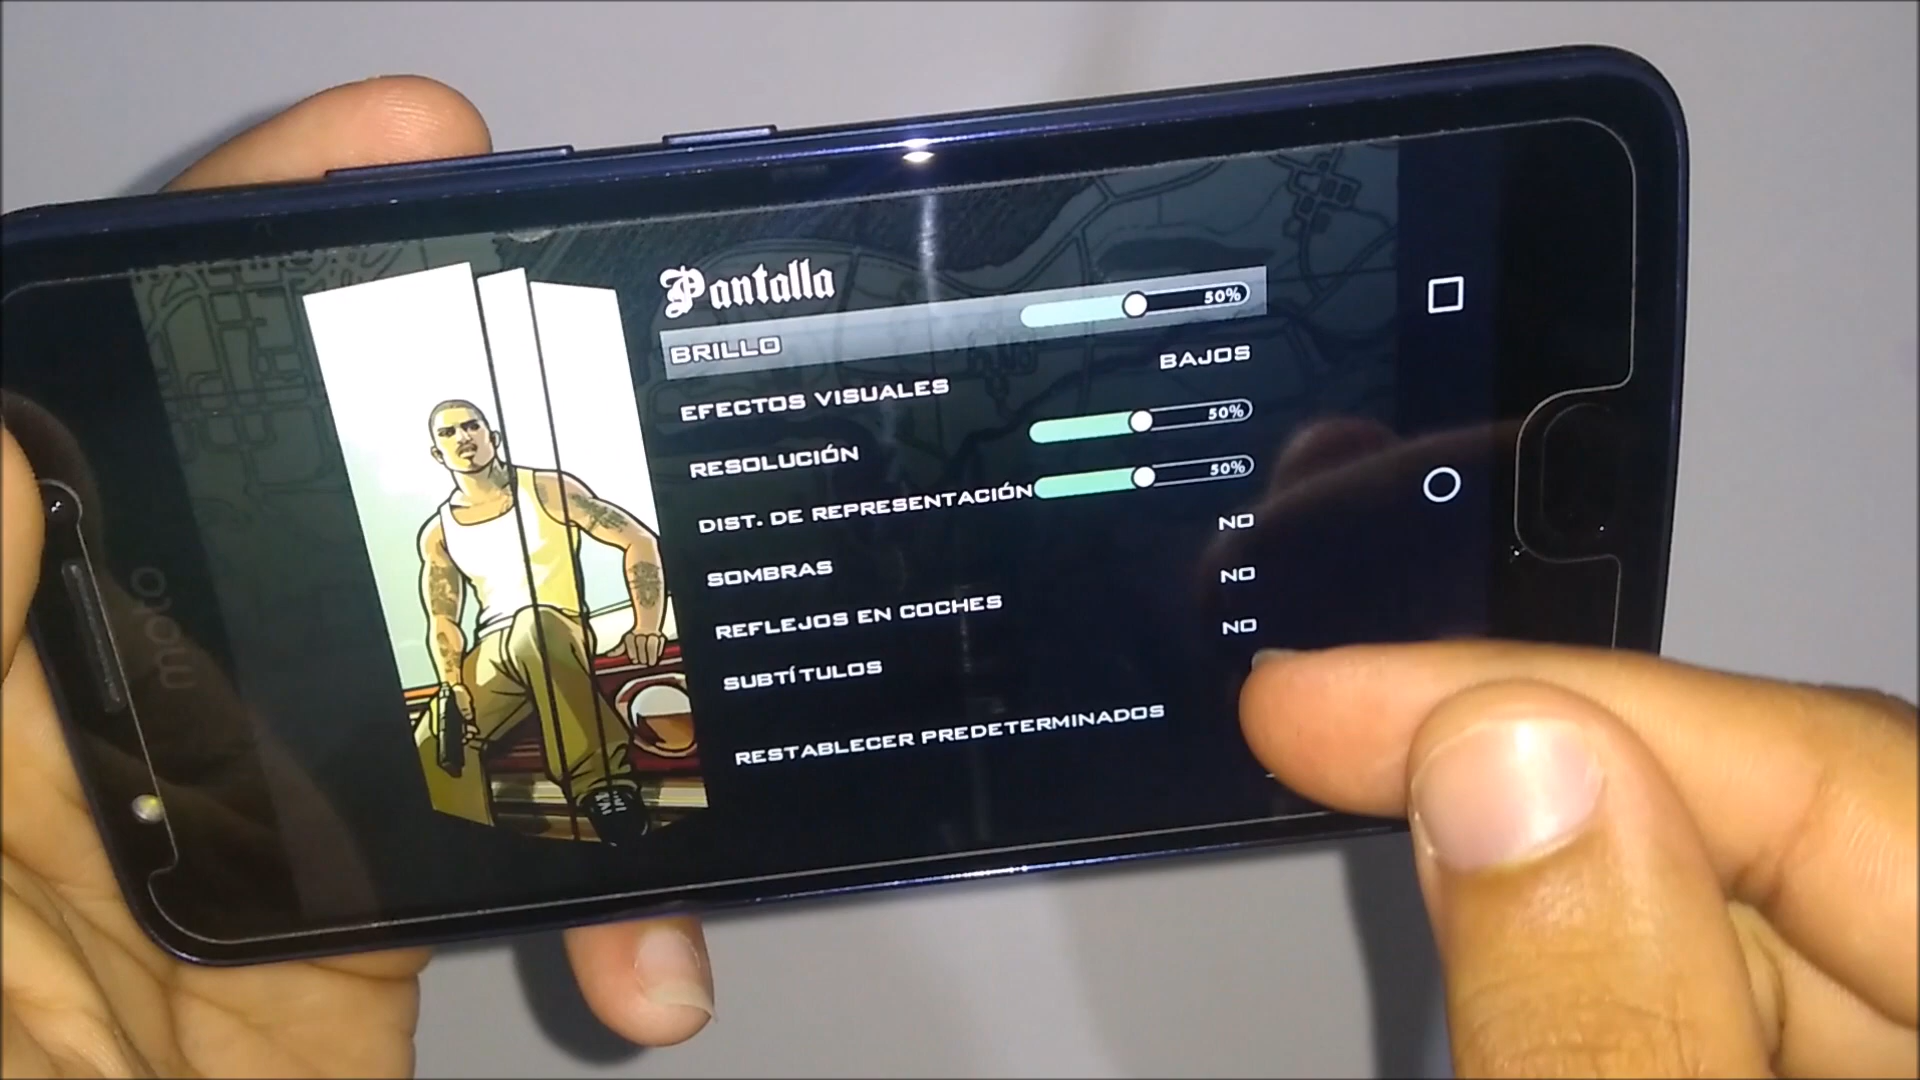 Pantalla
BRILLO 50%
EFECTOS VISUALES BAJOS
RESOLUCIÓN 50%
DIST. DE REPRESENTACIÓN 50%
SOMBRAS NO
REFLEJOS EN COCHES NO
SUBTÍTULOS NO
RESTABLECER PREDETERMINADOS
moto